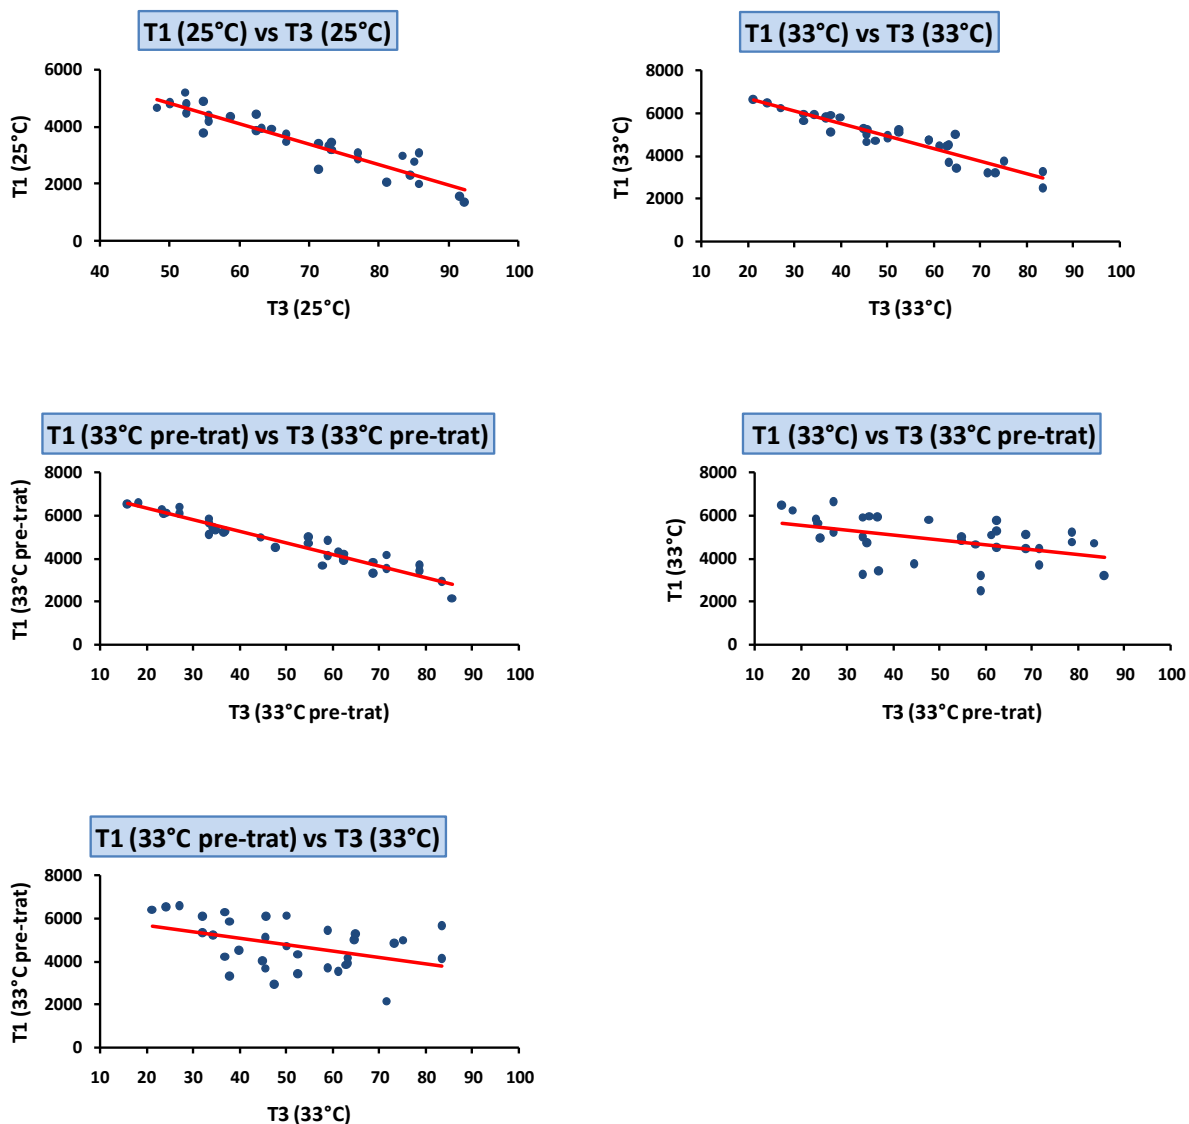 T1 (25°C) vs T3 (25°C)
6000
4000
2000
0
T1 (25°C)
40 50 60 70 80 90 100
T3 (25°C)
T1 (33°C) vs T3 (33°C)
8000
6000
4000
2000
0
T1 (33°C)
10 20 30 40 50 60 70 80 90 100
T3 (33°C)
T1 (33°C pre-trat) vs T3 (33°C pre-trat)
8000
6000
4000
2000
0
T1 (33°C pre-trat)
10 20 30 40 50 60 70 80 90 100
T3 (33°C pre-trat)
T1 (33°C) vs T3 (33°C pre-trat)
8000
6000
4000
2000
0
T1 (33°C)
10 20 30 40 50 60 70 80 90 100
T3 (33°C pre-trat)
T1 (33°C pre-trat) vs T3 (33°C)
8000
6000
4000
2000
0
T1 (33°C pre-trat)
10 20 30 40 50 60 70 80 90 100
T3 (33°C)